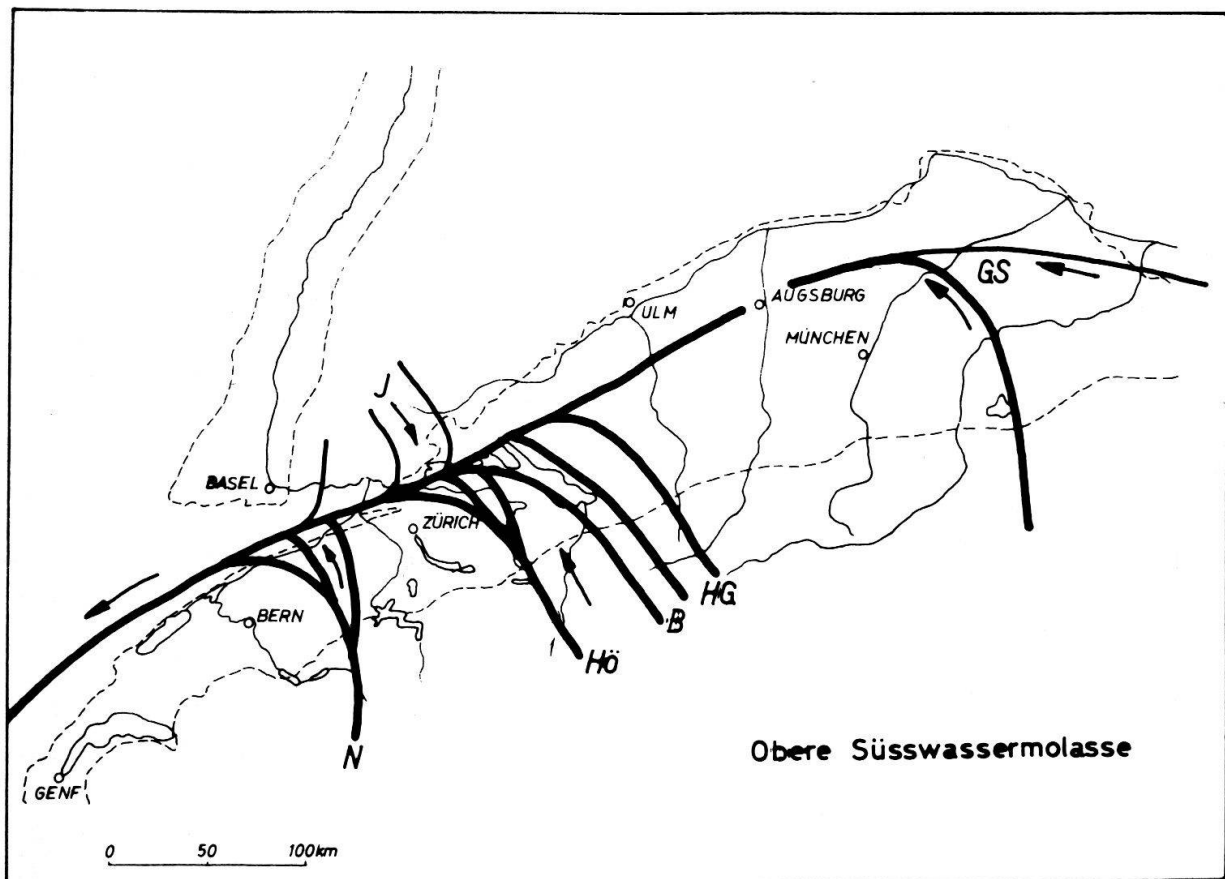 GS
ULM
AUGSBURG
MÜNCHEN
J
BASEL
ZÜRICH
HG
B
BERN
HÖ
N
Obere Süsswassermolasse
GENF
0 50 100km